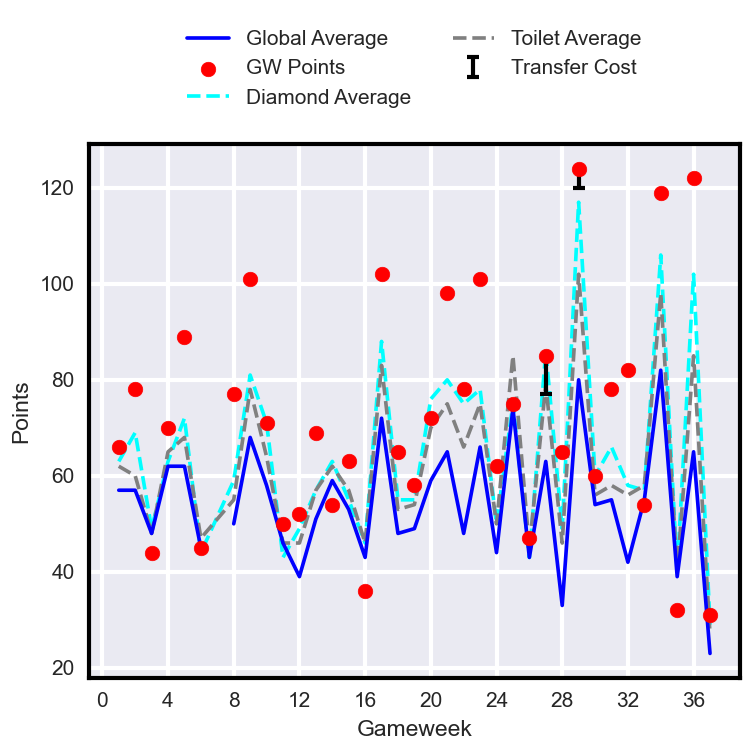 Global Average
GW Points
Diamond Average
Toilet Average
Transfer Cost
Points
120
100
80
60
40
20
0 4 8 12 16 20 24 28 32 36
Gameweek